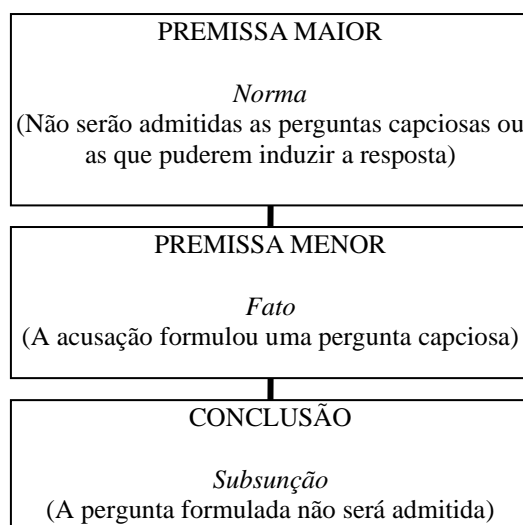 PREMISSA MAIOR
Norma
(Não serão admitidas as perguntas capciosas ou
as que puderem induzir a resposta)
PREMISSA MENOR
Fato
(A acusação formulou uma pergunta capciosa)
CONCLUSÃO
Subsunção
(A pergunta formulada não será admitida)